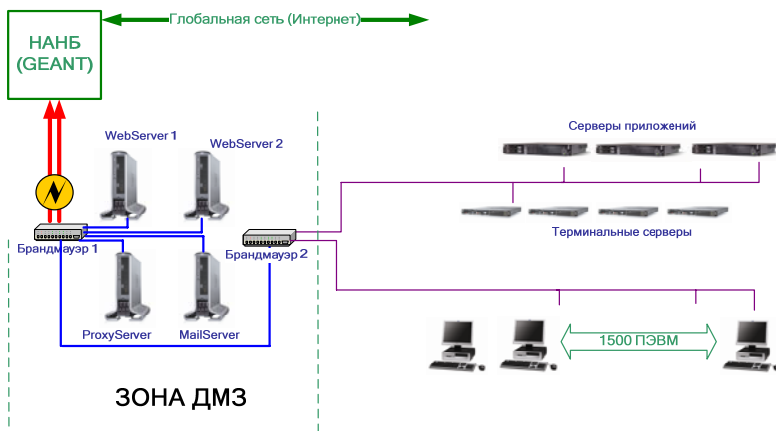 Глобальная сеть (Интернет)
НАНБ
(GEANT)
WebServer 1
WebServer 2
Серверы приложений
Терминальные серверы
Брандмауэр 1
Брандмауэр 2
ProxyServer
MailServer
1500 ПЭВМ
ЗОНА ДМЗ